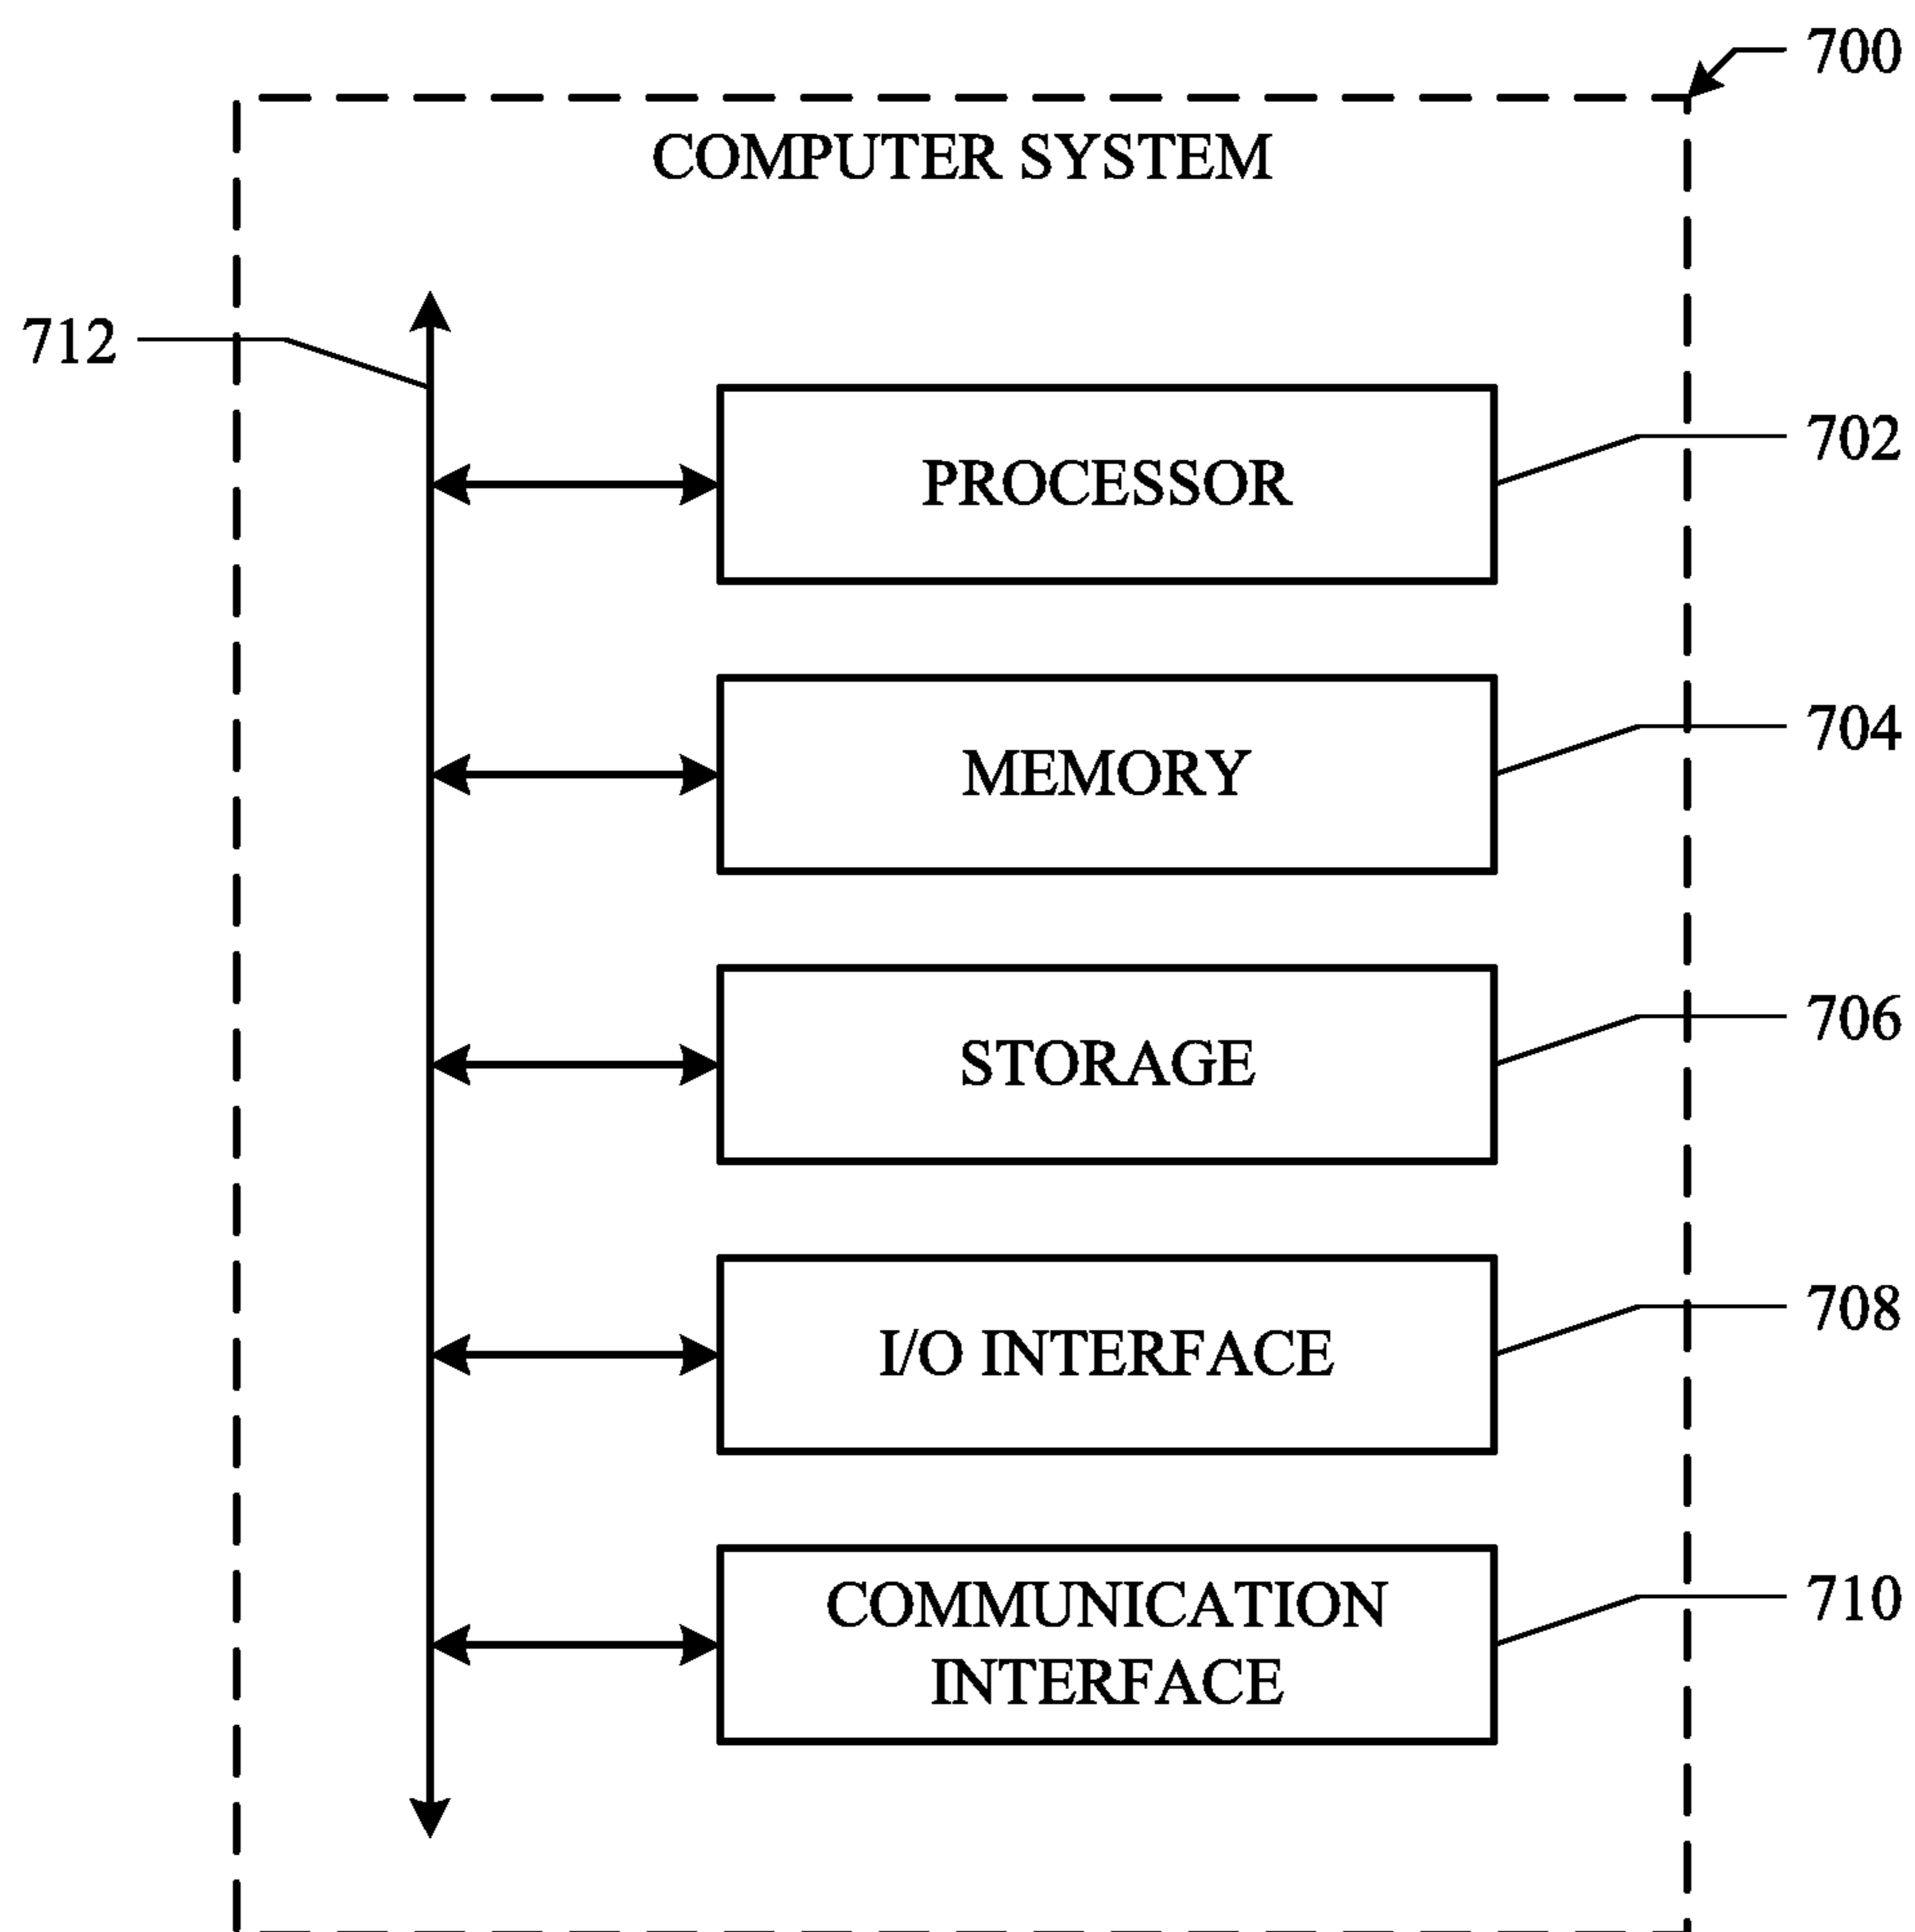 700
COMPUTER SYSTEM
712
PROCESSOR
702
MEMORY
704
STORAGE
706
I/O INTERFACE
708
COMMUNICATION
INTERFACE
710